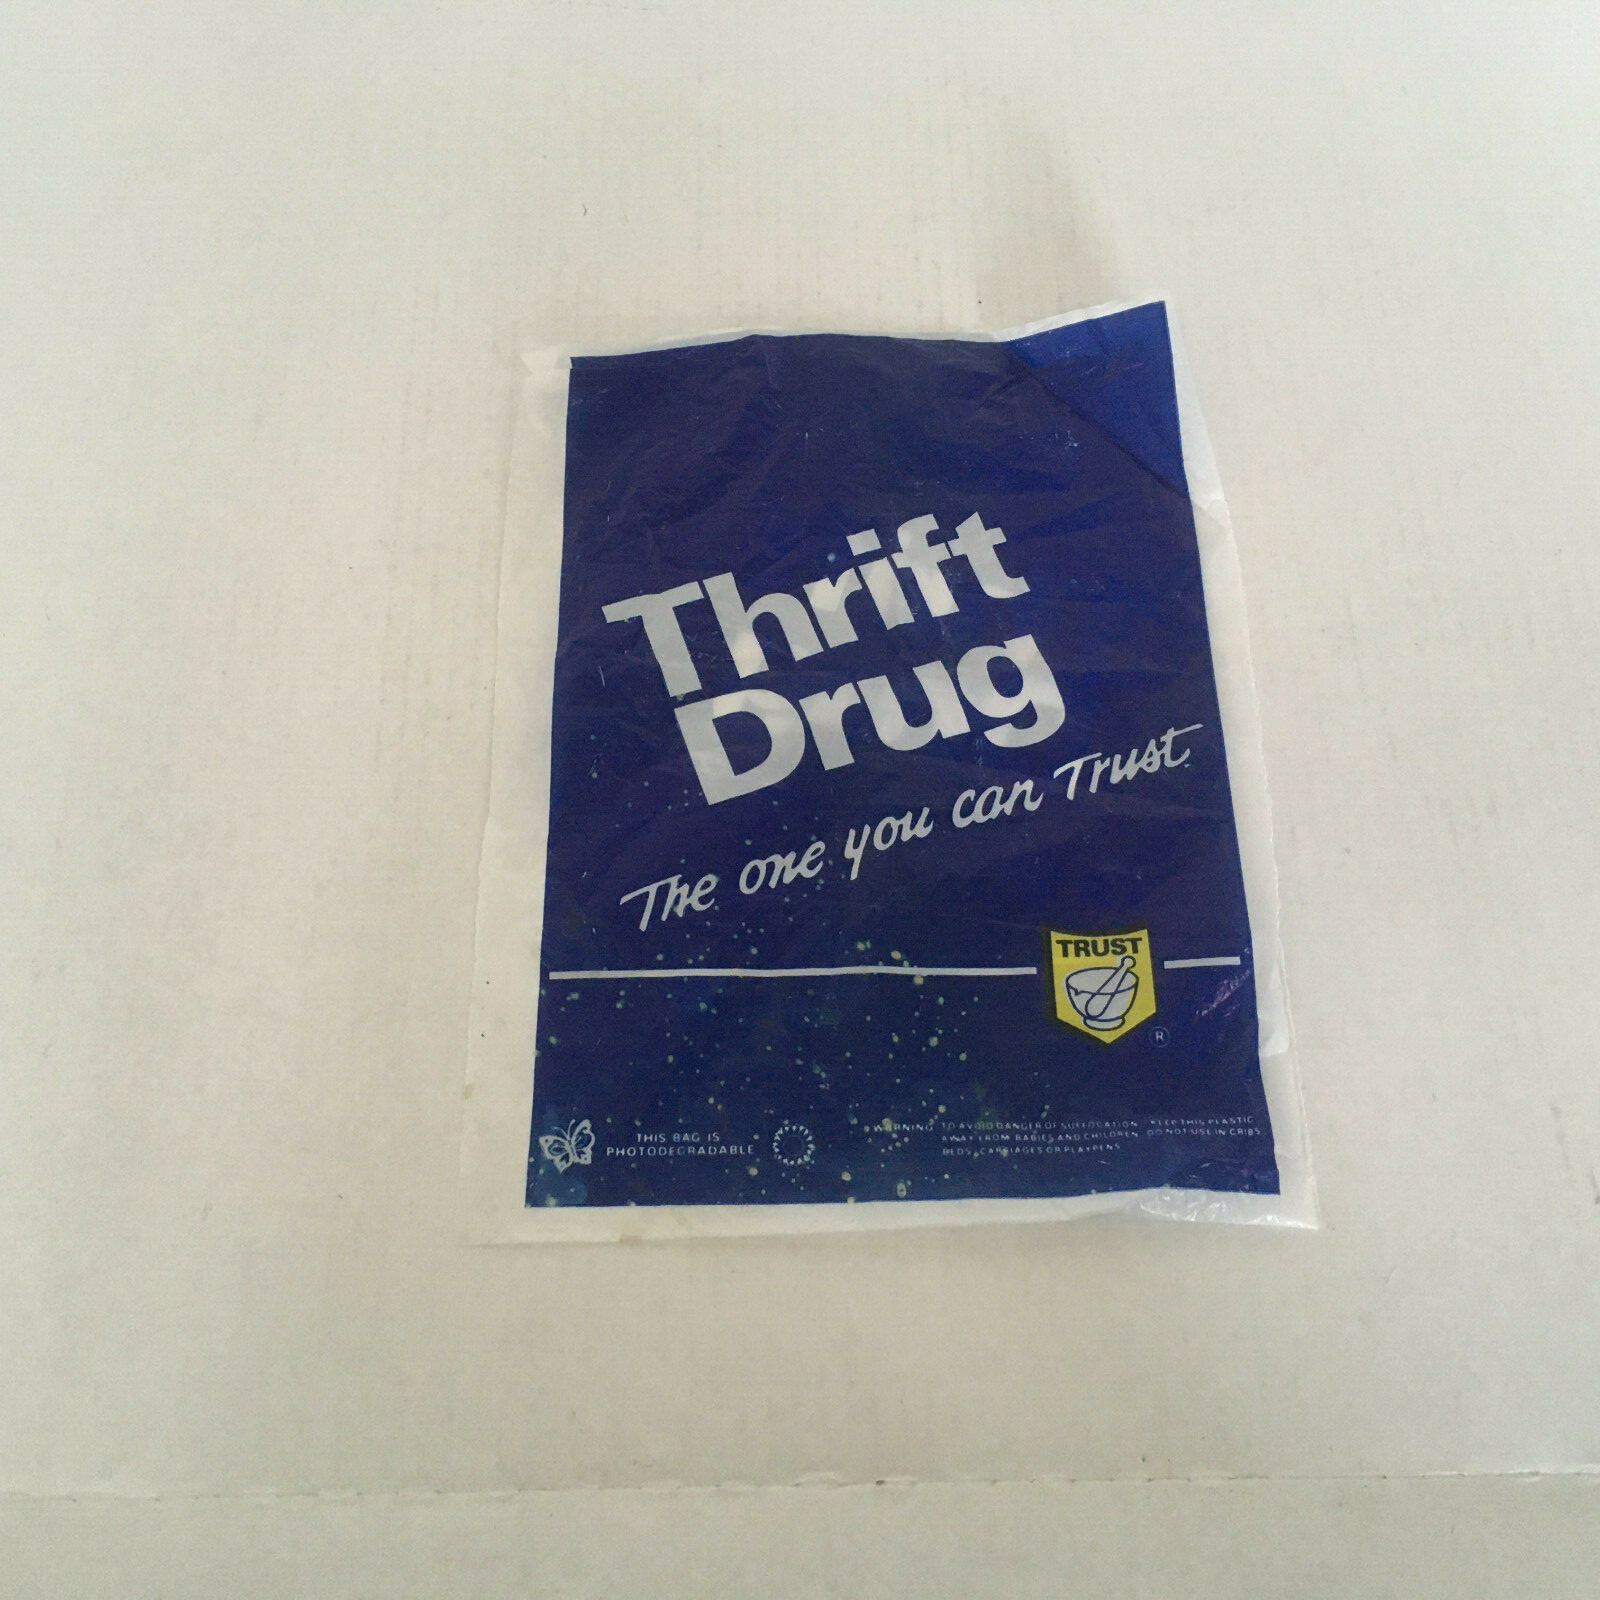 Thrift
Drug
The one you can Trust
TRUST
®
THIS BAG IS
PHOTODEGRADABLE
WARNING: TO AVOID DANGER OF SUFFOCATION KEEP THIS PLASTIC
AWAY FROM BABIES AND CHILDREN DO NOT USE IN CRIBS
BEDS, CARRIAGES OR PLAYPENS